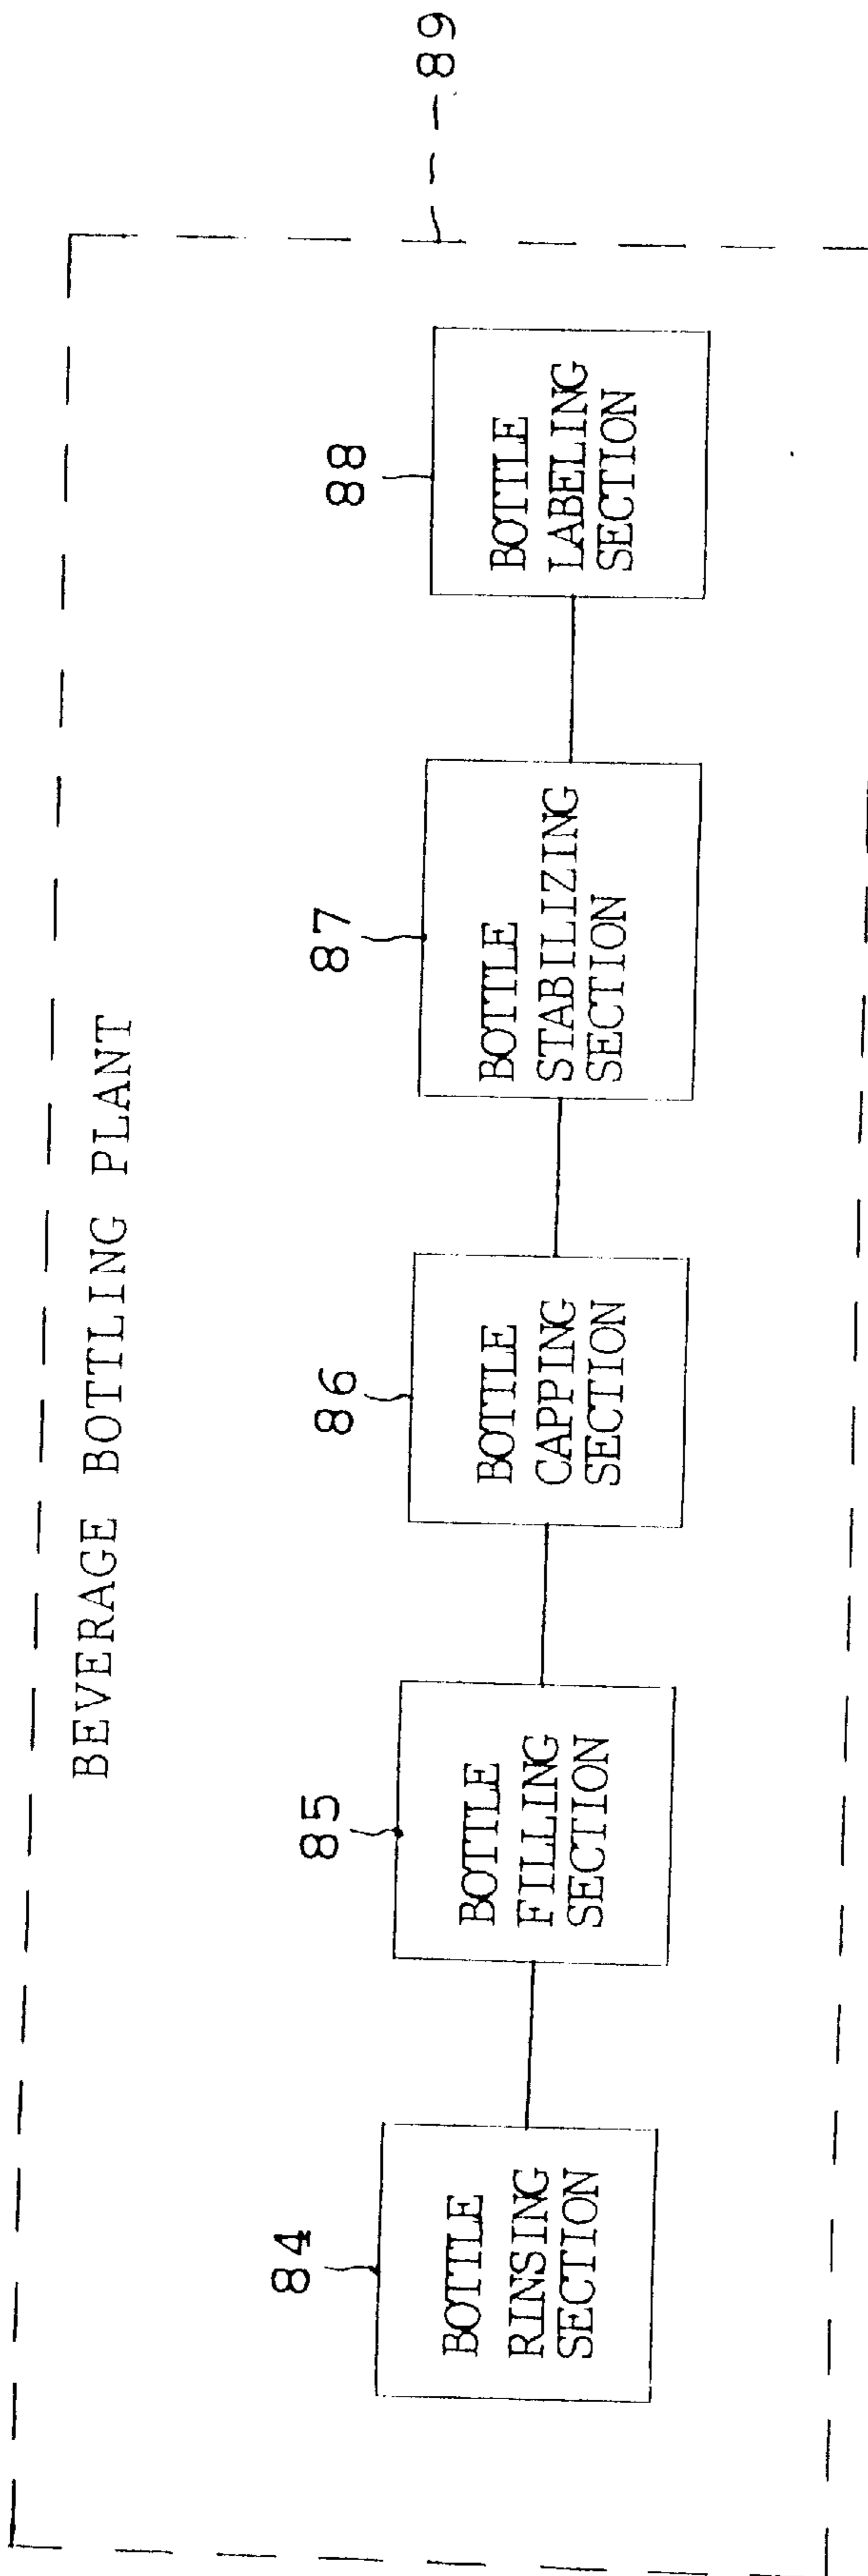 BEVERAGE BOTTLING PLANT
84
BOTTLE
RINSING
SECTION
85
BOTTLE
FILLING
SECTION
86
BOTTLE
CAPPING
SECTION
87
BOTTLE
STABILIZING
SECTION
88
BOTTLE
LABELING
SECTION
89